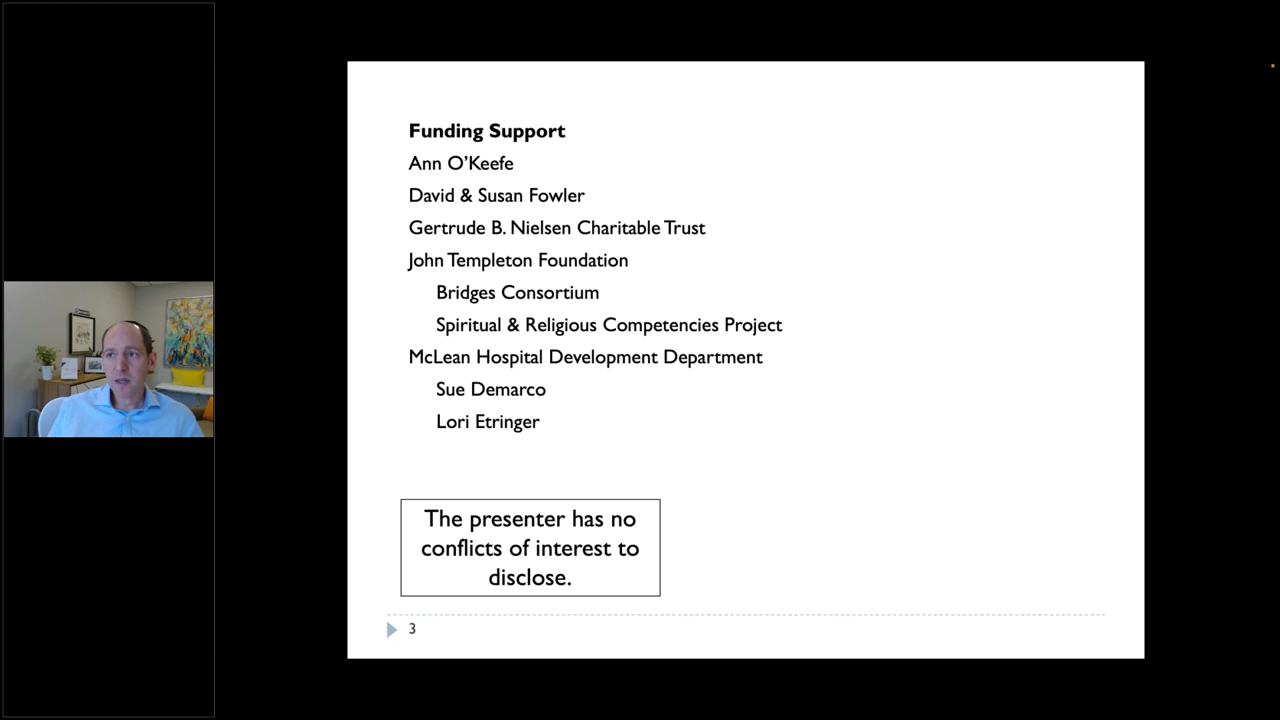 Funding Support
Ann O’Keefe
David & Susan Fowler
Gertrude B. Nielsen Charitable Trust
John Templeton Foundation
Bridges Consortium
Spiritual & Religious Competencies Project
McLean Hospital Development Department
Sue Demarco
Lori Etringer
The presenter has no
conflicts of interest to
disclose.
3